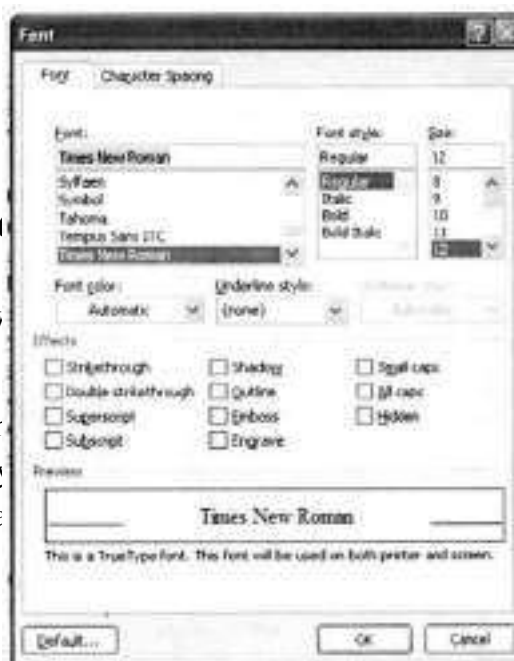 Font
Font Character Spacing
Font: Font style: Size:
Times New Roman Regular 12
Sylfaen Regular 8
Symbol Italic 9
Tahoma Bold 10
Tempus Sans ITC Bold Italic 11
Times New Roman 12
Font color: Underline style:
Automatic (none) Automatic
Effects
Strikethrough Shadow Small caps
Double strikethrough Outline All caps
Superscript Emboss Hidden
Subscript Engrave
Preview
Times New Roman
This is a TrueType font. This font will be used on both printer and screen.
Default... OK Cancel